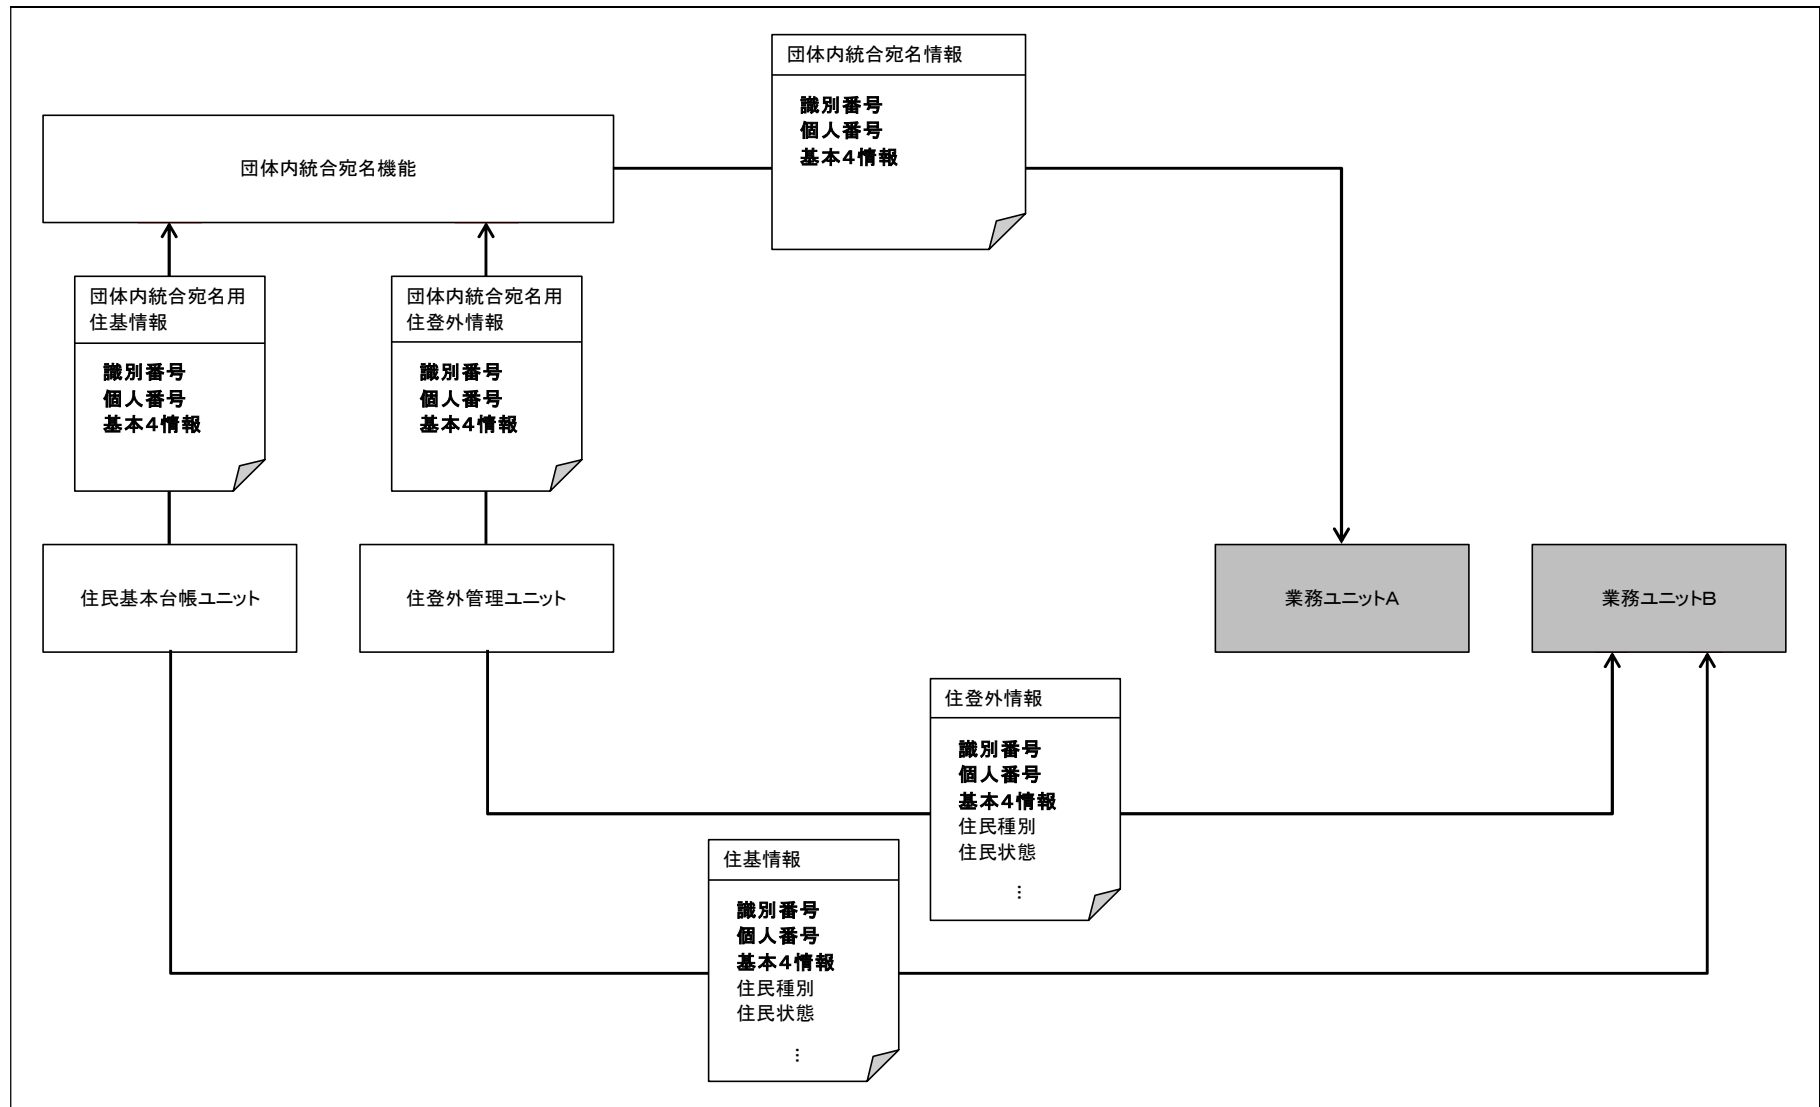 団体内統合宛名情報
識別番号
個人番号
基本4情報
団体内統合宛名機能
団体内統合宛名用
住基情報
識別番号
個人番号
基本4情報
団体内統合宛名用
住登外情報
識別番号
個人番号
基本4情報
住民基本台帳ユニット
住登外管理ユニット
業務ユニットA
業務ユニットB
住登外情報
識別番号
個人番号
基本4情報
住民種別
住民状態
…
住基情報
識別番号
個人番号
基本4情報
住民種別
住民状態
…